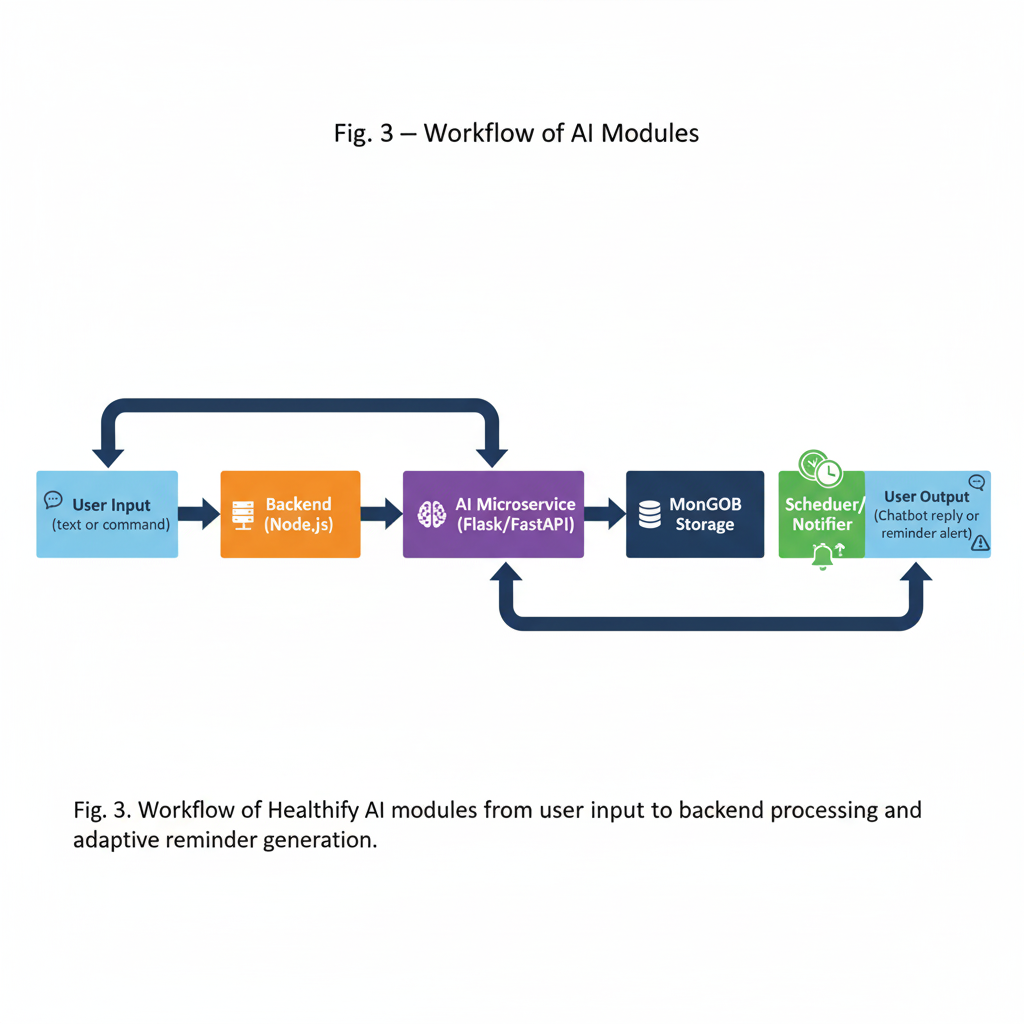 Fig. 3 – Workflow of AI Modules
User Input
(text or command)
Backend
(Node.js)
AI Microservice
(Flask/FastAPI)
MonGOB
Storage
Scheduer/
Notifier
User Output
(Chatbot reply or
reminder alert)
Fig. 3. Workflow of Healthify AI modules from user input to backend processing and
adaptive reminder generation.